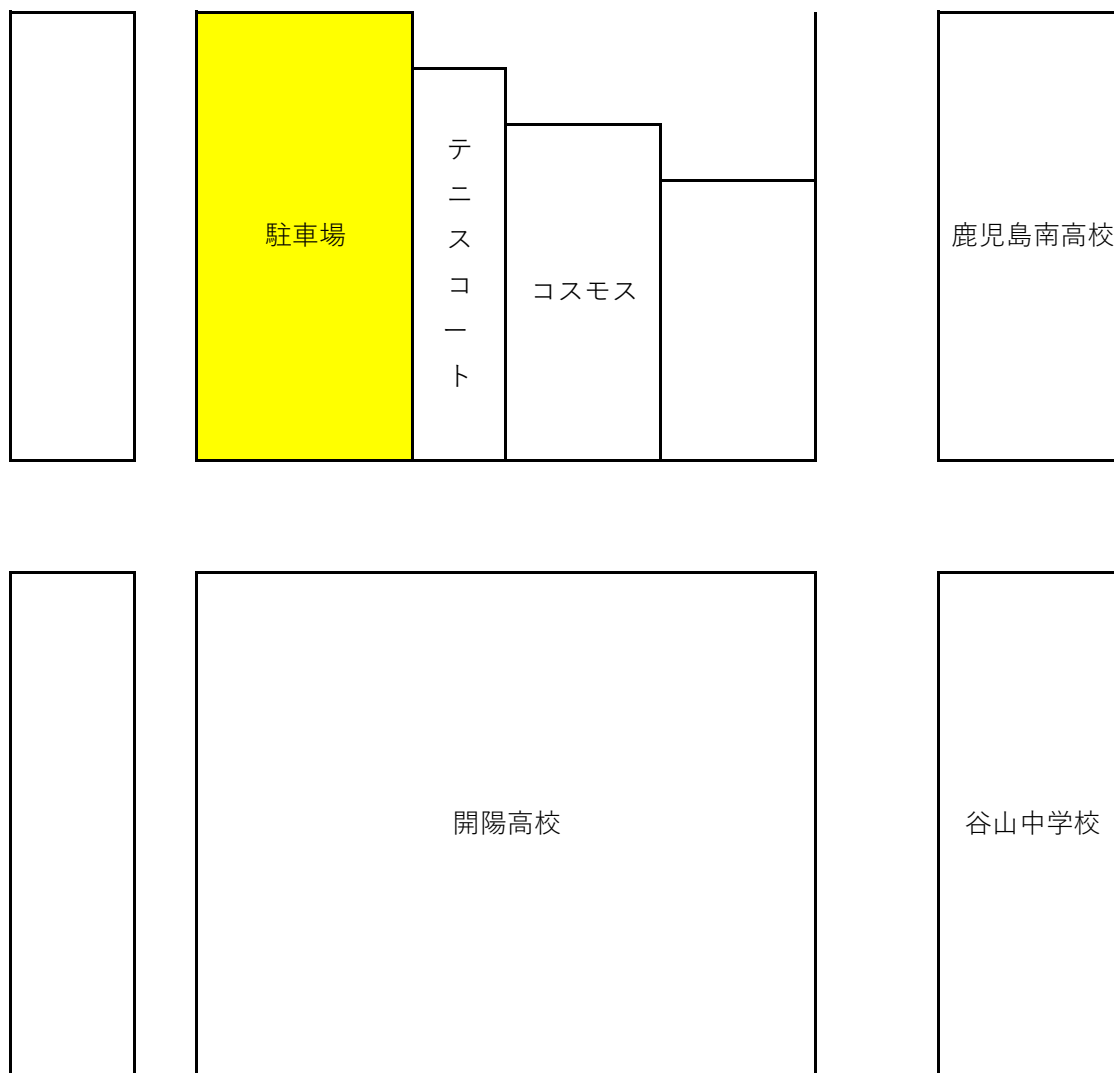 駐車場
テニスコート
コスモス
鹿児島南高校
開陽高校
谷山中学校